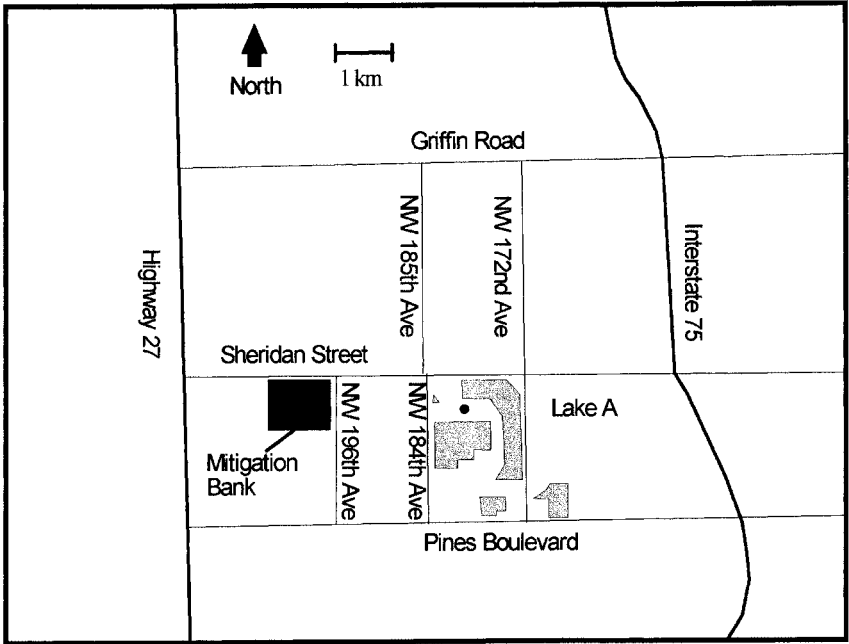 North
1 km
Griffin Road
NW 185th Ave
NW 172nd Ave
Interstate 75
Highway 27
Sheridan Street
NW 196th Ave
NW 184th Ave
Lake A
Mitigation
Bank
Pines Boulevard